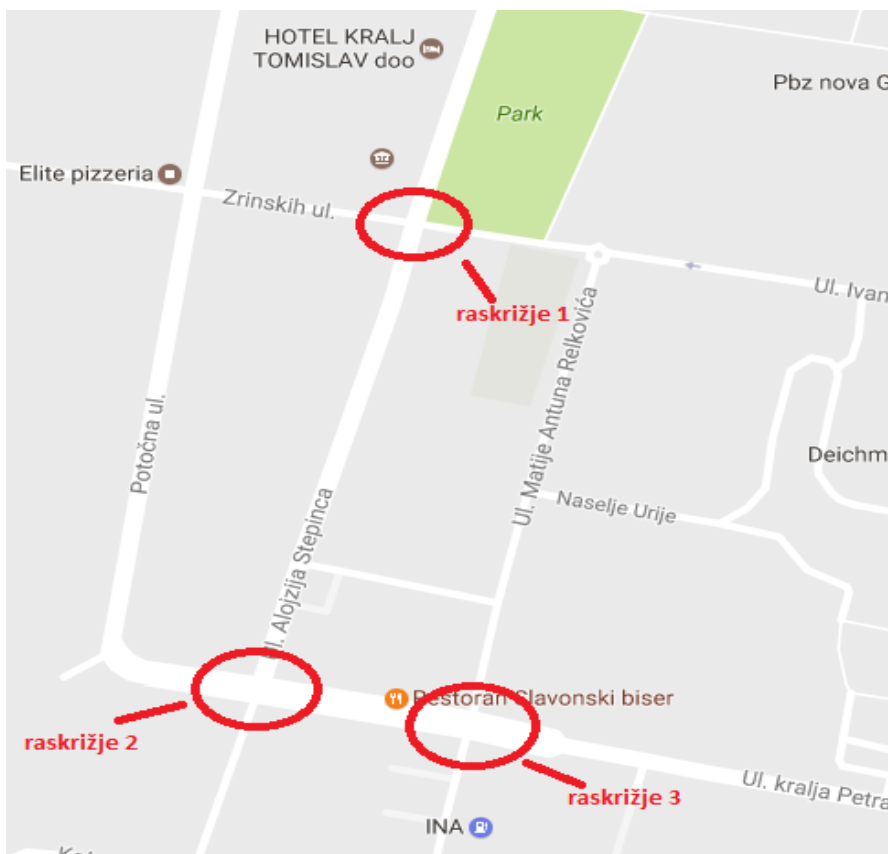 HOTEL KRALJ
TOMISLAV doo
Park
Pbz nova G
Elite pizzeria
Zrinskih ul.
Ul. Ivan
raskrižje 1
Ul. Matije Antuna Relkovića
Potočna ul.
Deichm
Naselje Urije
Ul. Alojzija Stepinca
Restoran Slavonski biser
raskrižje 2
Ul. kralja Petra
raskrižje 3
INA